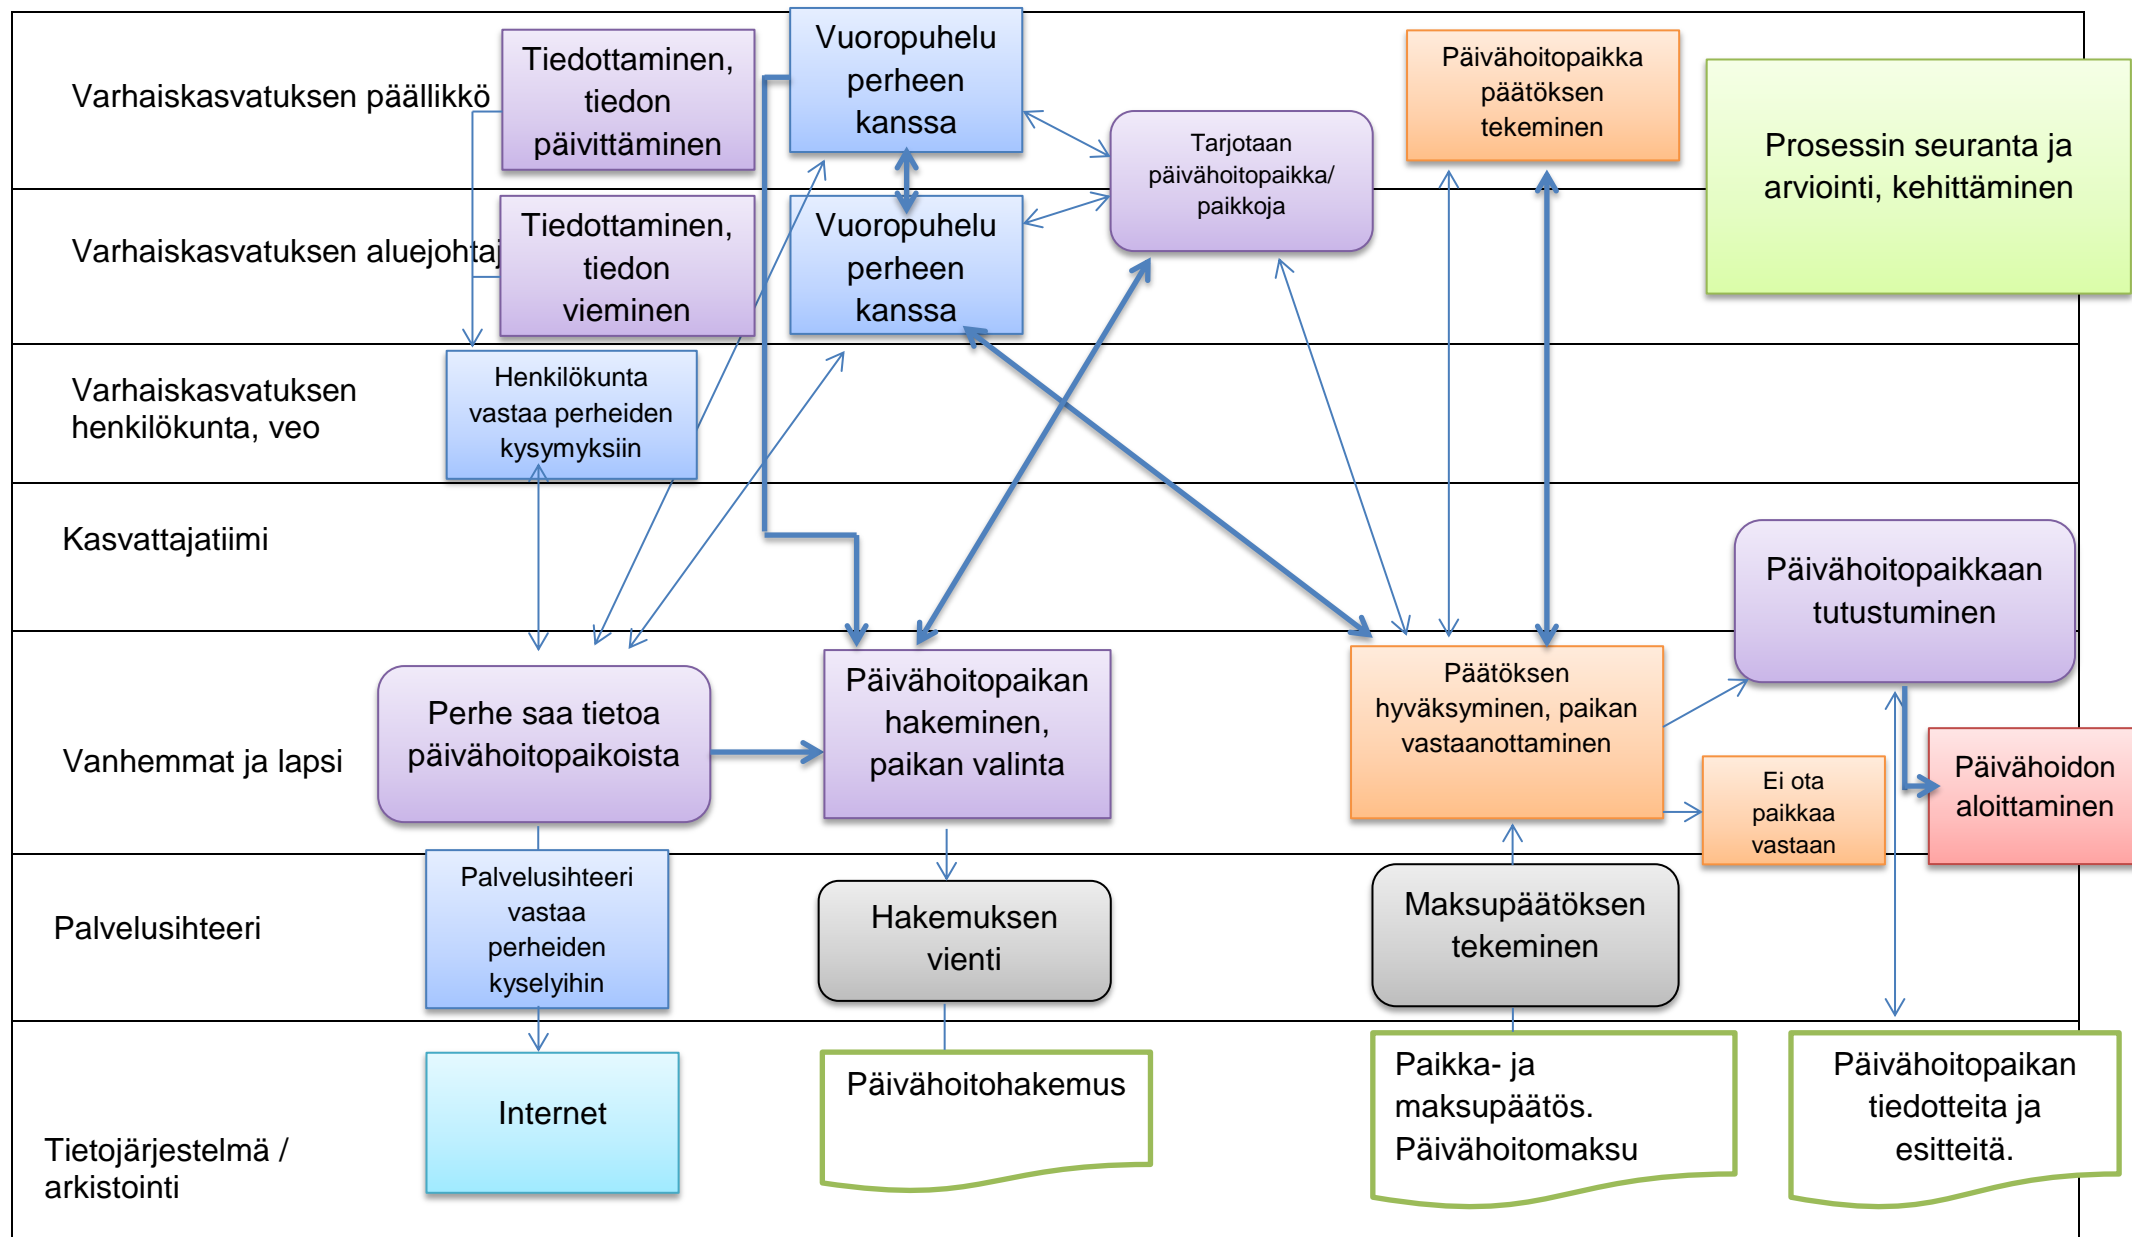 Varhaiskasvatuksen päällikkö
Tiedottaminen,
tiedon
päivittäminen
Vuoropuhelu
perheen
kanssa
Tarjotaan
päivähoitopaikka/
paikkoja
Päivähoitopaikka
päätöksen
tekeminen
Prosessin seuranta ja
arviointi, kehittäminen
Varhaiskasvatuksen aluejohtaj
Tiedottaminen,
tiedon
vieminen
Vuoropuhelu
perheen
kanssa
Varhaiskasvatuksen
henkilökunta, veo
Henkilökunta
vastaa perheiden
kysymyksiin
Kasvattajatiimi
Päivähoitopaikkaan
tutustuminen
Vanhemmat ja lapsi
Perhe saa tietoa
päivähoitopaikoista
Päivähoitopaikan
hakeminen,
paikan valinta
Päätöksen
hyväksyminen, paikan
vastaanottaminen
Ei ota
paikkaa
vastaan
Päivähoidon
aloittaminen
Palvelusihteeri
Palvelusihteeri
vastaa
perheiden
kyselyihin
Hakemuksen
vienti
Maksupäätöksen
tekeminen
Tietojärjestelmä /
arkistointi
Internet
Päivähoitohakemus
Paikka- ja
maksupäätös.
Päivähoitomaksu
Päivähoitopaikan
tiedotteita ja
esitteitä.